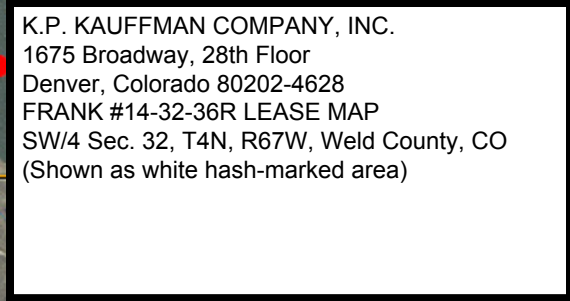 K.P. KAUFFMAN COMPANY, INC.
1675 Broadway, 28th Floor
Denver, Colorado 80202-4628
FRANK #14-32-36R LEASE MAP
SW/4 Sec. 32, T4N, R67W, Weld County, CO
(Shown as white hash-marked area)